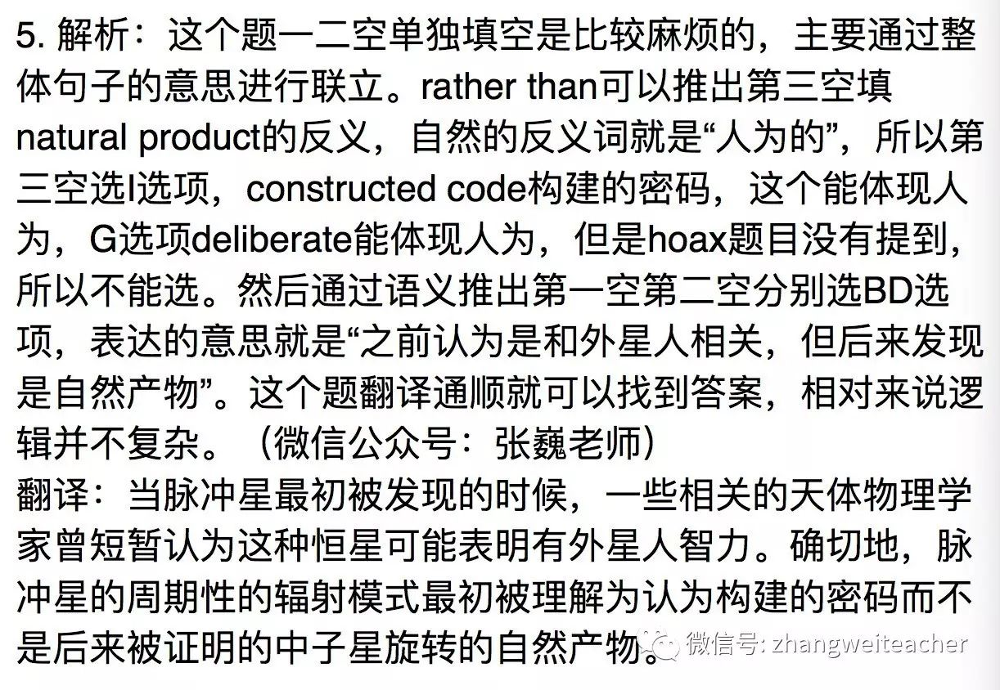 5. 解析：这个题一二空单独填空是比较麻烦的，主要通过整
体句子的意思进行联立。rather than可以推出第三空填
natural product的反义，自然的反义词就是“人为的”，所以第
三空选I选项，constructed code构建的密码，这个能体现人
为，G选项deliberate能体现人为，但是hoax题目没有提到，
所以不能选。然后通过语义推出第一空第二空分别选BD选
项，表达的意思就是“之前认为是和外星人相关，但后来发现
是自然产物”。这个题翻译通顺就可以找到答案，相对来说逻
辑并不复杂。（微信公众号：张巍老师）
翻译：当脉冲星最初被发现的时候，一些相关的天体物理学
家曾短暂认为这种恒星可能表明有外星人智力。确切地，脉
冲星的周期性的辐射模式最初被理解为认为构建的密码而不
是后来被证明的中子星旋转的自然产物。
微信号: zhangweiteacher